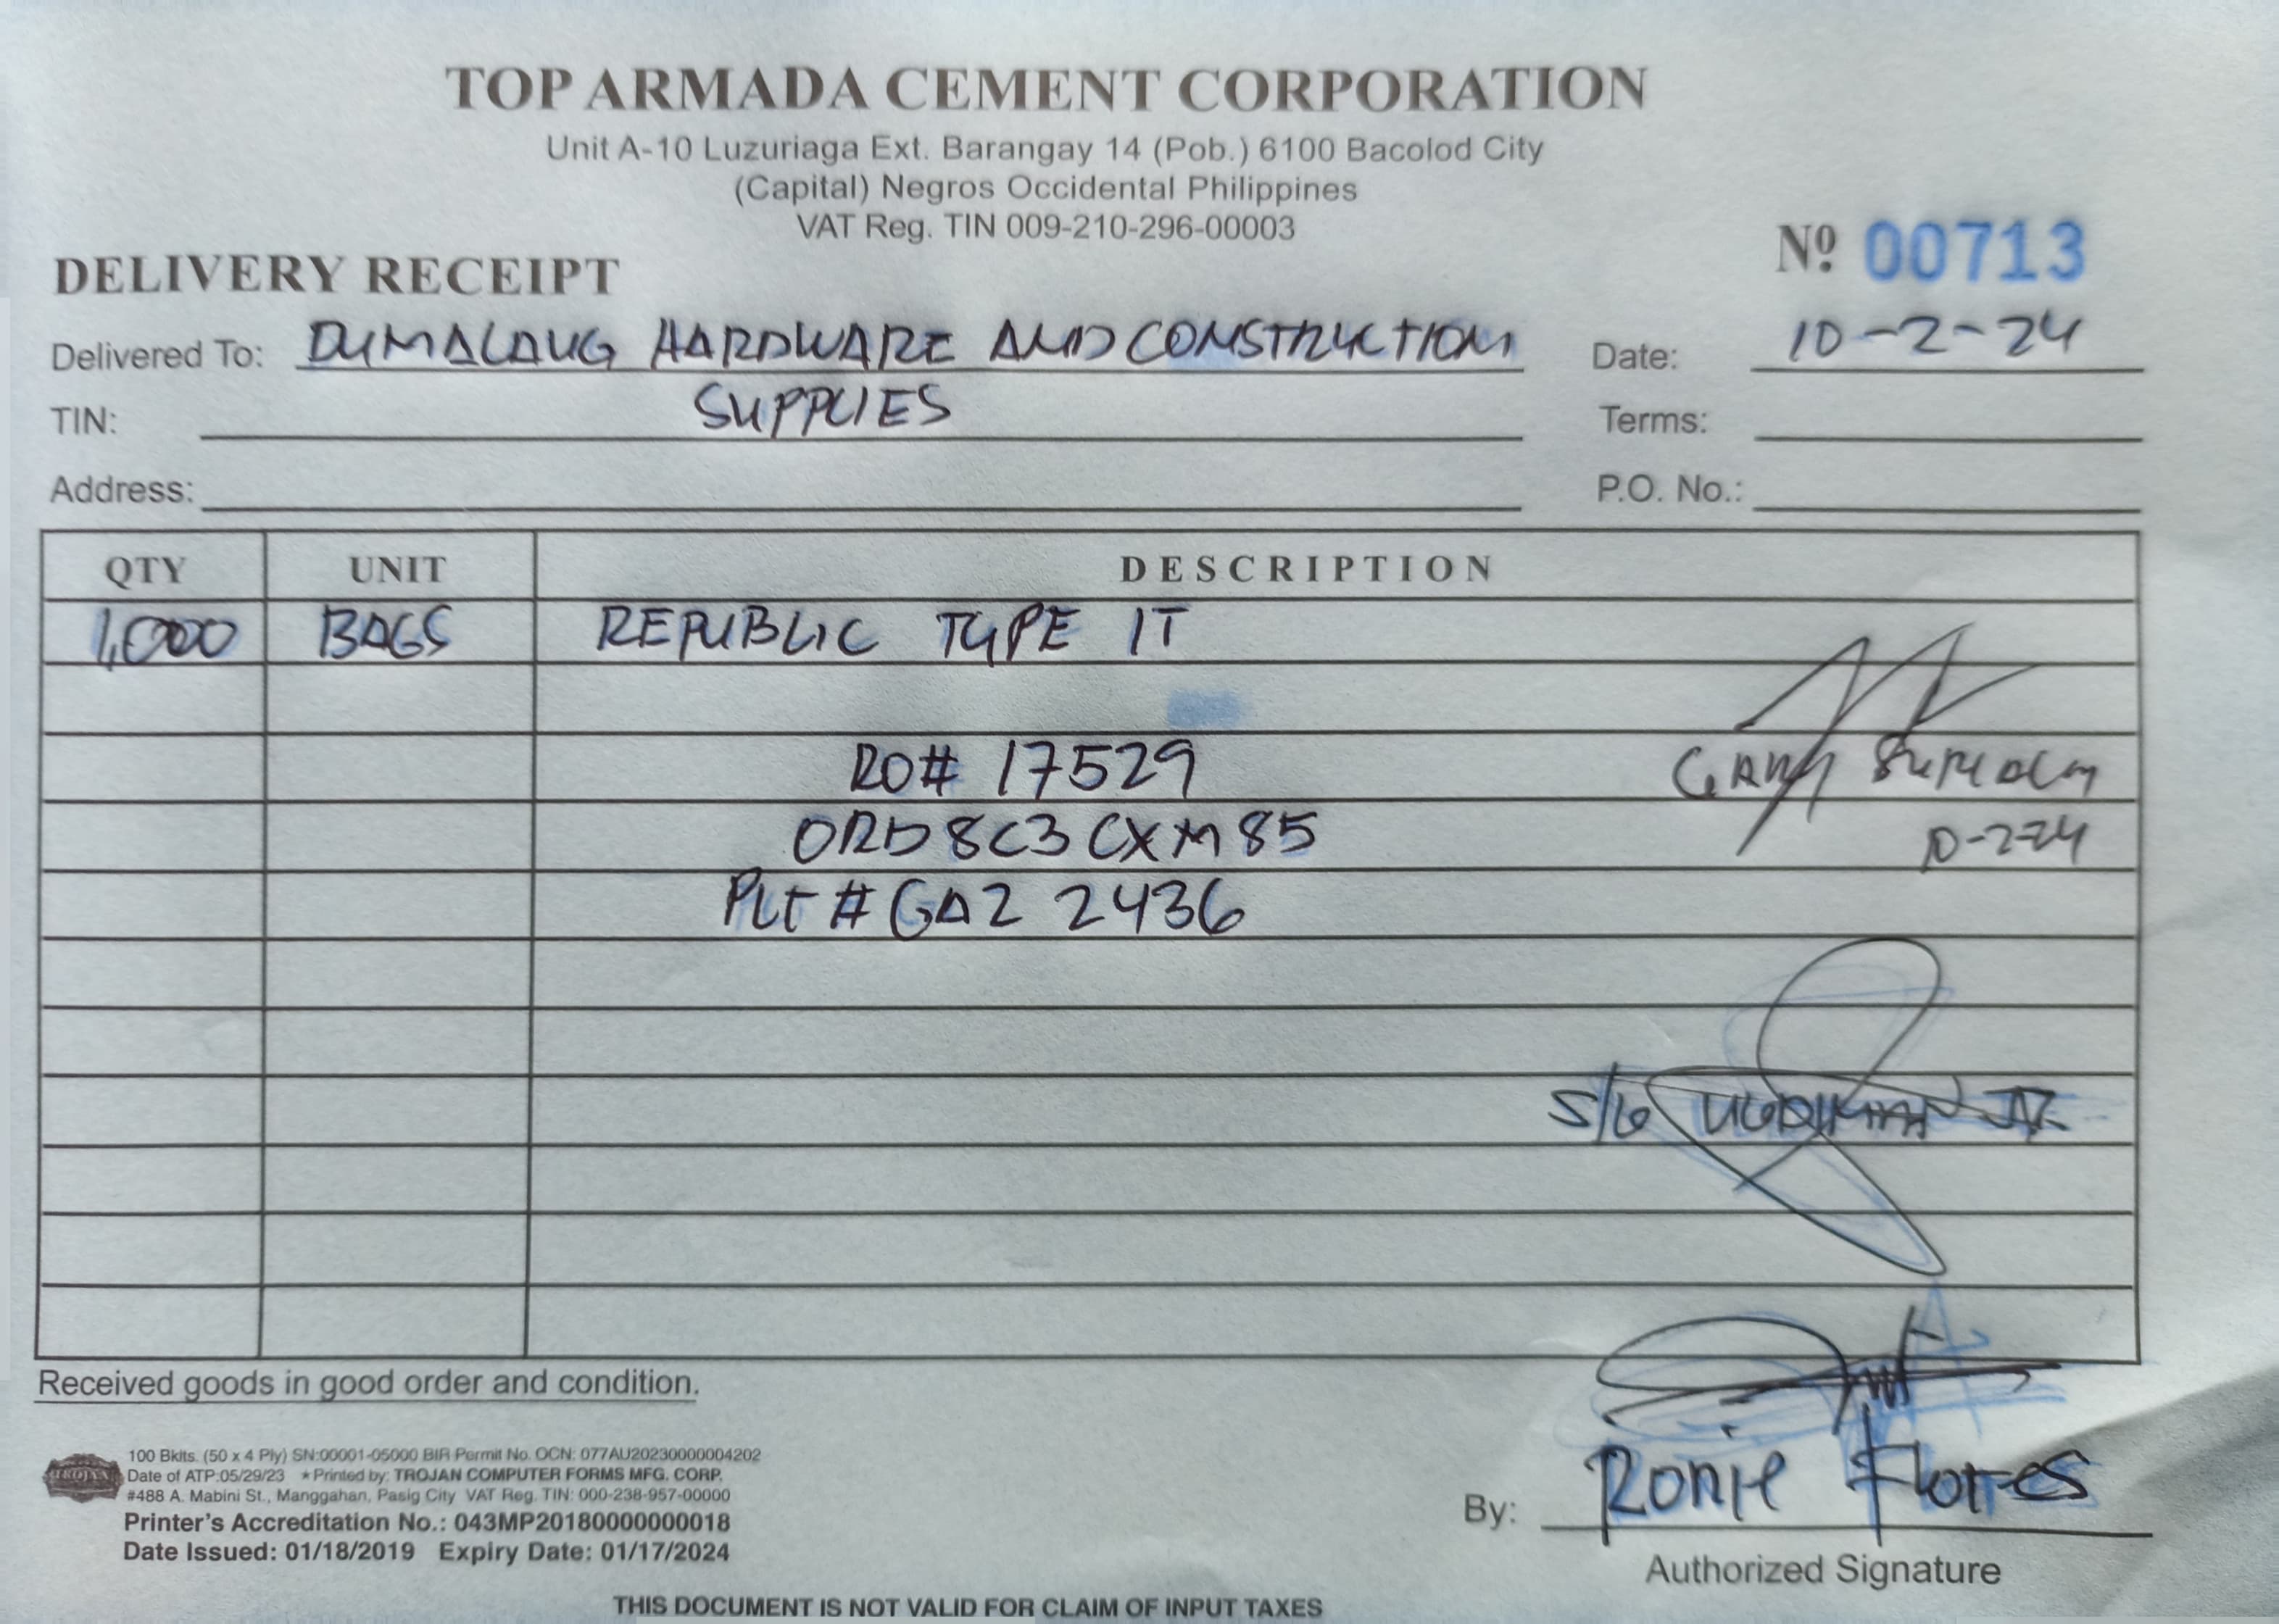 TOP ARMADA CEMENT CORPORATION
Unit A-10 Luzuriaga Ext. Barangay 14 (Pob.) 6100 Bacolod City
(Capital) Negros Occidental Philippines
VAT Reg. TIN 009-210-296-00003
Nº 00713
DELIVERY RECEIPT
Delivered To: DUMALAUG HARDWARE AND CONSTRUCTION
SUPPLIES
Date: 10-2-24
TIN:
Terms:
Address:
P.O. No.:
QTY UNIT DESCRIPTION
1,000 BAGS REPUBLIC TYPE 1T
RO# 17529
ORD8C3CXM85
PLT # GAZ 2436
10-2-24
S/G JR.
Received goods in good order and condition.
TROJAN
100 Bklts. (50 x 4 Ply) SN:00001-05000 BIR Permit No. OCN: 077AU20230000004202
Date of ATP:05/29/23 ★Printed by: TROJAN COMPUTER FORMS MFG. CORP.
#488 A. Mabini St., Manggahan, Pasig City VAT Reg. TIN: 000-238-957-00000
Printer's Accreditation No.: 043MP20180000000018
Date Issued: 01/18/2019 Expiry Date: 01/17/2024
By: Ronie Flores
Authorized Signature
THIS DOCUMENT IS NOT VALID FOR CLAIM OF INPUT TAXES